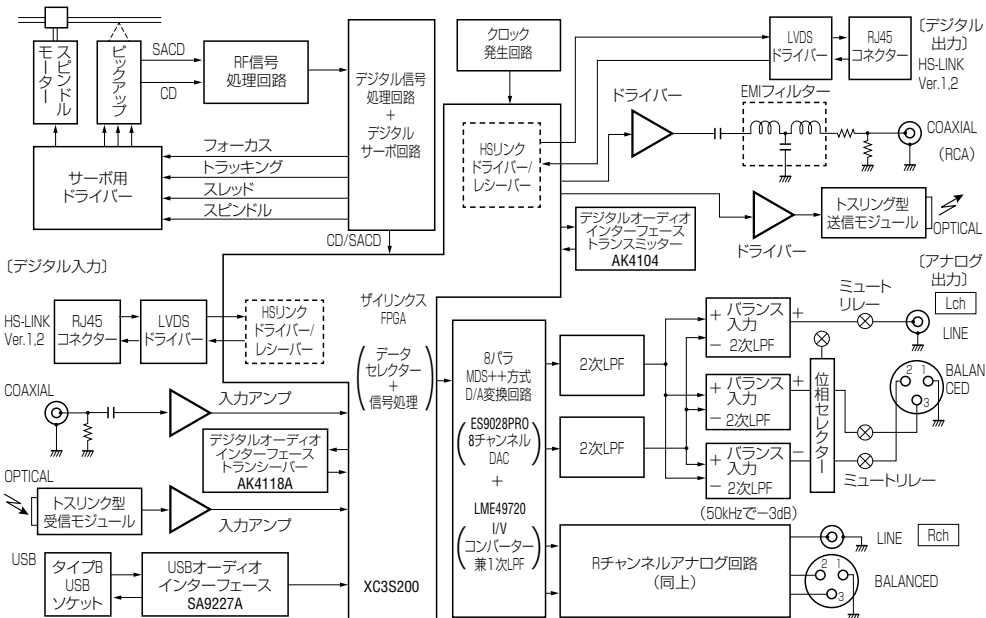 スピンドル
モーター
ピックアップ
SACD
CD
RF信号
処理回路
デジタル信号
処理回路
+
デジタル
サーボ回路
クロック
発生回路
LVDS
ドライバー
RJ45
コネクター
〔デジタル
出力〕
HS-LINK
Ver.1,2
ドライバー
EMIフィルター
COAXIAL
(RCA)
HSリンク
ドライバー/
レシーバー
サーボ用
ドライバー
フォーカス
トラッキング
スレッド
スピンドル
CD/SACD
デジタルオーディオ
インターフェース
トランスミッター
AK4104
ドライバー
トスリング型
送信モジュール
OPTICAL
〔デジタル入力〕
HS-LINK
Ver.1,2
RJ45
コネクター
LVDS
ドライバー
HSリンク
ドライバー/
レシーバー
ザイリンクス
FPGA
(データ
セレクター
+
信号処理)
XC3S200
8パラ
MDS++方式
D/A変換回路
(ES9028PRO
8チャンネル
DAC)
+
(LME49720
I/V
コンバーター
兼1次LPF)
2次LPF
2次LPF
+ バランス +
入力
− 2次LPF
+ バランス +
入力
− 2次LPF
+ バランス −
入力
− 2次LPF
(50kHzで−3dB)
ミュート
リレー
位相セレクター
ミュートリレー
〔アナログ
出力〕
Lch
LINE
BALAN
CED
2 1
3
COAXIAL
入力アンプ
デジタルオーディオ
インターフェース
トランシーバー
AK4118A
OPTICAL
トスリンク型
受信モジュール
入力アンプ
USB
タイプB
USB
ソケット
USBオーディオ
インターフェース
SA9227A
Rチャンネルアナログ回路
(同上)
LINE
Rch
BALANCED
2 1
3